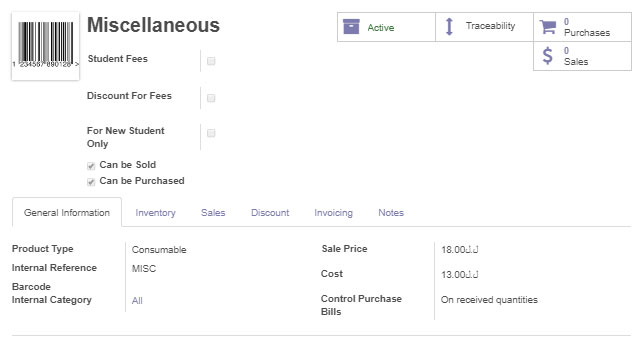 Miscellaneous
Active
Traceability
0
Purchases
0
Sales
1 234567 890128 >
Student Fees
Discount For Fees
For New Student
Only
Can be Sold
Can be Purchased
General Information Inventory Sales Discount Invoicing Notes
Product Type Consumable
Internal Reference MISC
Barcode
Internal Category All
Sale Price 18.00ل.ل
Cost 13.00ل.ل
Control Purchase
Bills
On received quantities